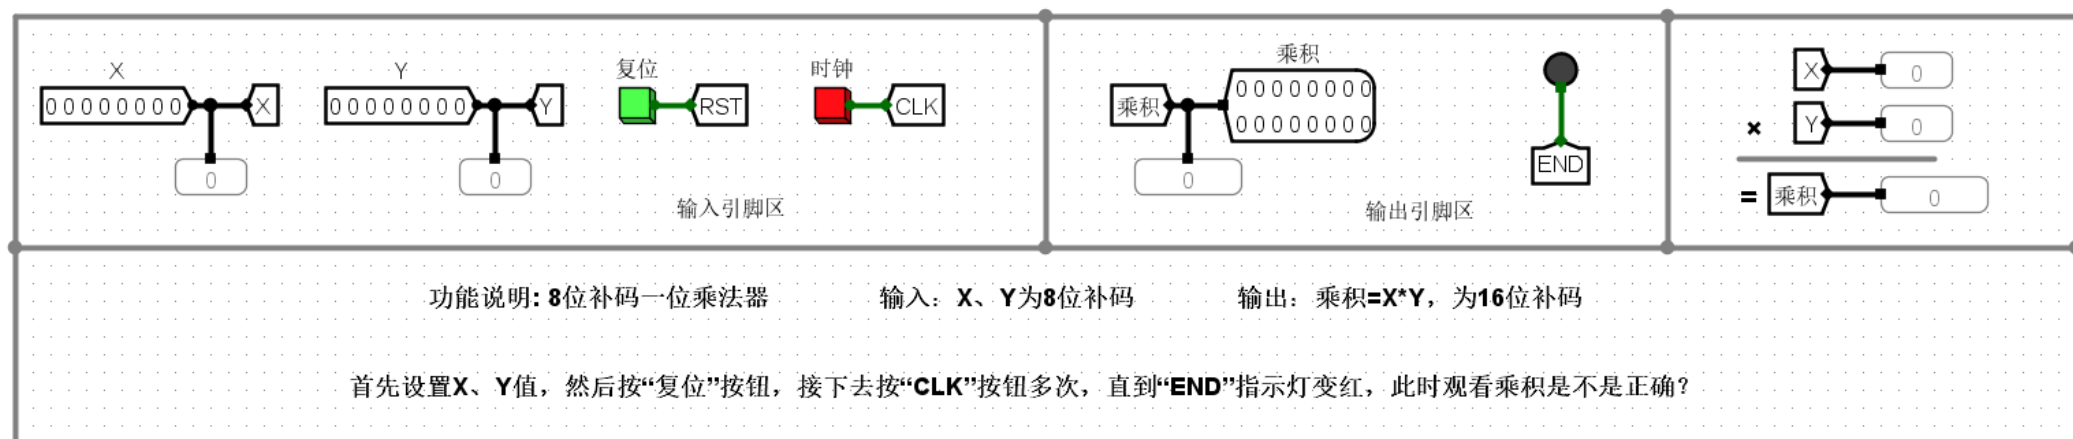 X Y 复位 时钟
00000000 X 00000000 Y RST CLK
0 0
输入引脚区
乘积
乘积 00000000
00000000
0
END
输出引脚区
X 0
× Y 0
= 乘积 0
功能说明: 8位补码一位乘法器 输入：X、Y为8位补码 输出：乘积=X*Y，为16位补码
首先设置X、Y值，然后按“复位”按钮，接下去按“CLK”按钮多次，直到“END”指示灯变红，此时观看乘积是不是正确？